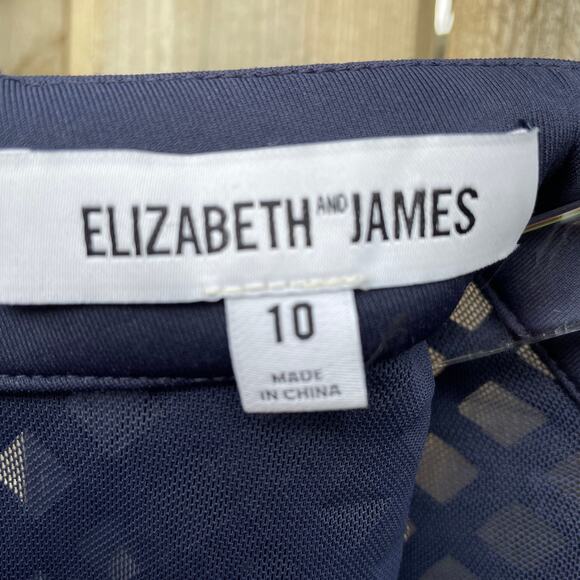 ELIZABETH AND JAMES
10
MADE
IN CHINA